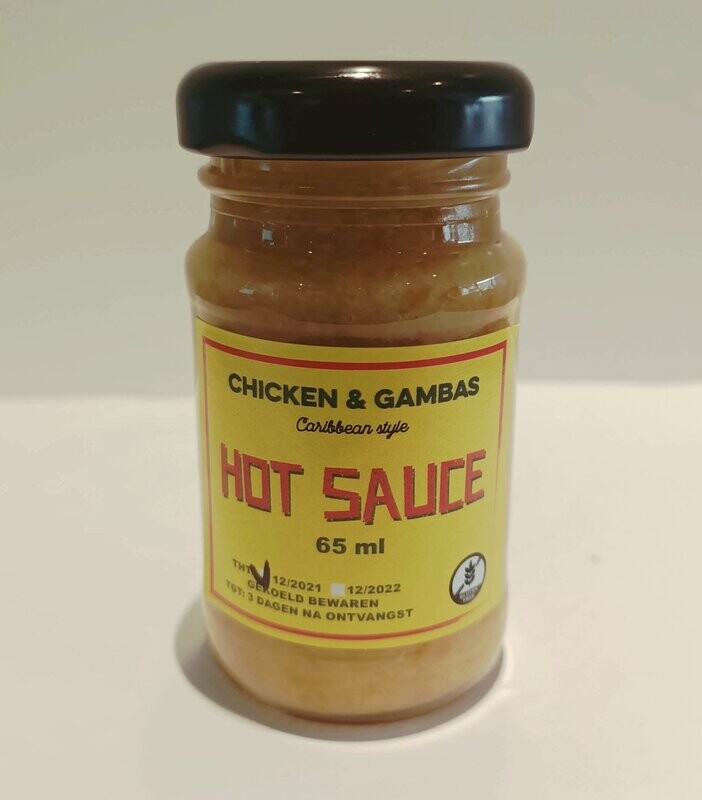 CHICKEN & GAMBAS
Caribbean style
HOT SAUCE
65 ml
THT 12/2021 12/2022
GEKOELD BEWAREN
TGT: 3 DAGEN NA ONTVANGST